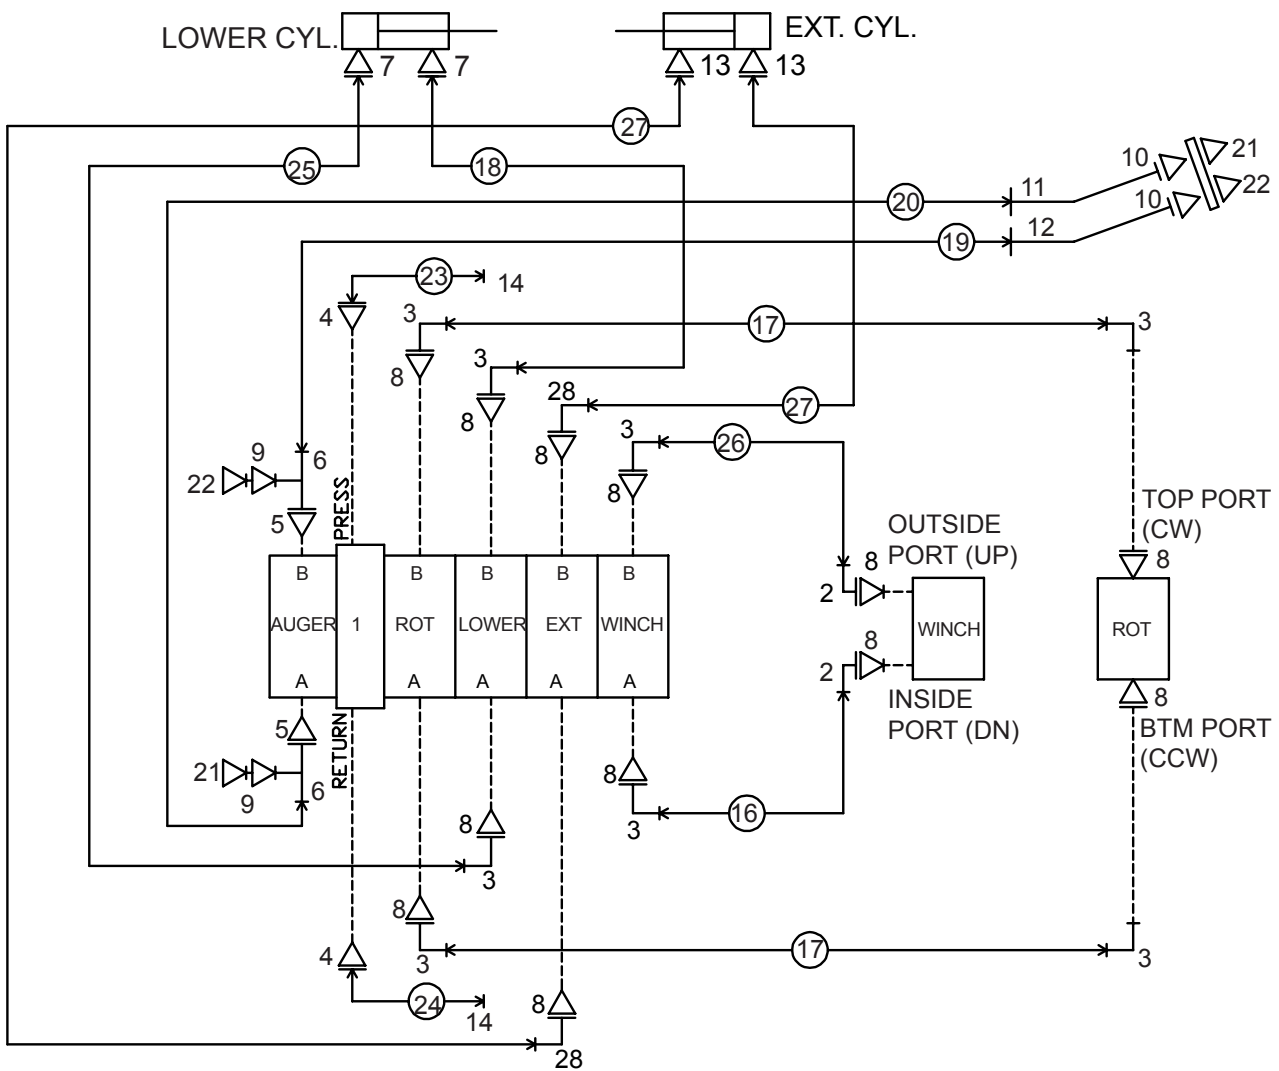 LOWER CYL.
EXT. CYL.
7
7
13
13
27
25
18
10
21
22
20
11
10
19
12
23
14
4
3
17
3
8
3
28
27
8
8
3
26
9
6
22
8
5
PRESS
TOP PORT
(CW)
OUTSIDE
PORT (UP)
8
8
2
B
B
B
B
B
AUGER
1
ROT
LOWER
EXT
WINCH
WINCH
ROT
A
A
A
A
A
8
2
8
INSIDE
PORT (DN)
BTM PORT
(CCW)
5
RETURN
21
9
6
8
16
3
8
3
8
3
17
3
4
24
14
8
28